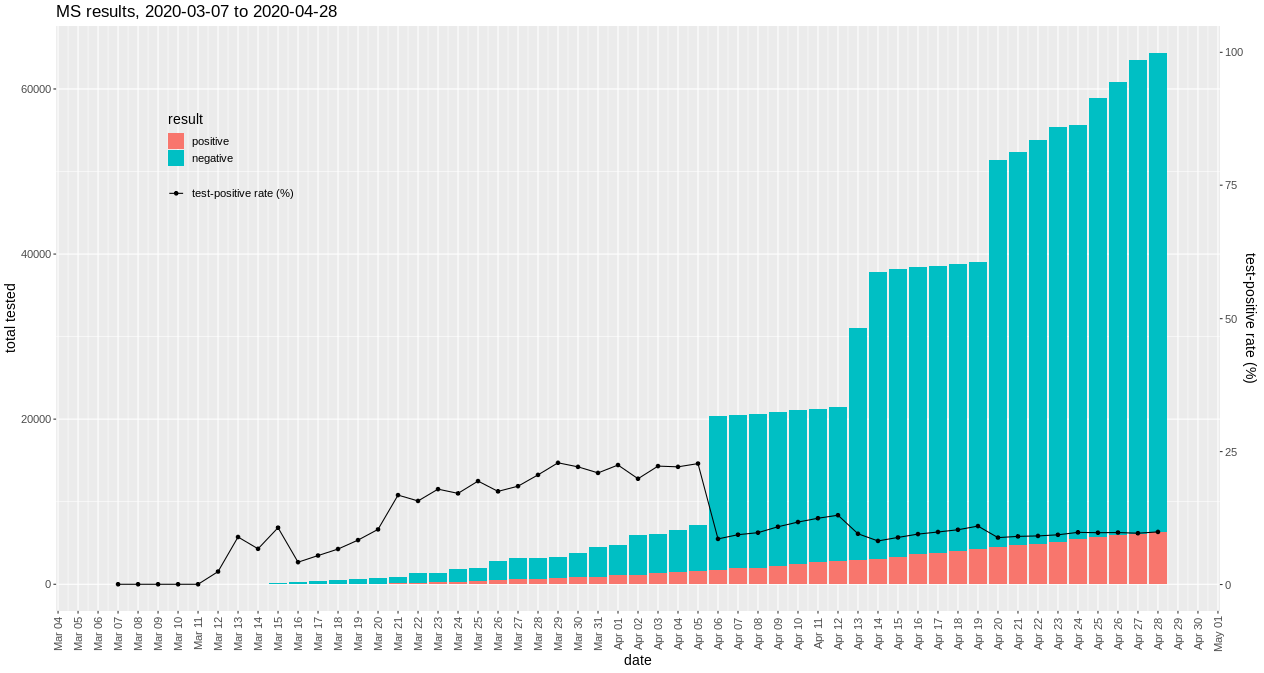 MS results, 2020-03-07 to 2020-04-28
result
positive
negative
test-positive rate (%)
total tested
60000
40000
20000
0
100
75
50
25
0
test-positive rate (%)
Mar 04
Mar 05
Mar 06
Mar 07
Mar 08
Mar 09
Mar 10
Mar 11
Mar 12
Mar 13
Mar 14
Mar 15
Mar 16
Mar 17
Mar 18
Mar 19
Mar 20
Mar 21
Mar 22
Mar 23
Mar 24
Mar 25
Mar 26
Mar 27
Mar 28
Mar 29
Mar 30
Mar 31
Apr 01
Apr 02
Apr 03
Apr 04
Apr 05
Apr 06
Apr 07
Apr 08
Apr 09
Apr 10
Apr 11
Apr 12
Apr 13
Apr 14
Apr 15
Apr 16
Apr 17
Apr 18
Apr 19
Apr 20
Apr 21
Apr 22
Apr 23
Apr 24
Apr 25
Apr 26
Apr 27
Apr 28
Apr 29
Apr 30
May 01
date